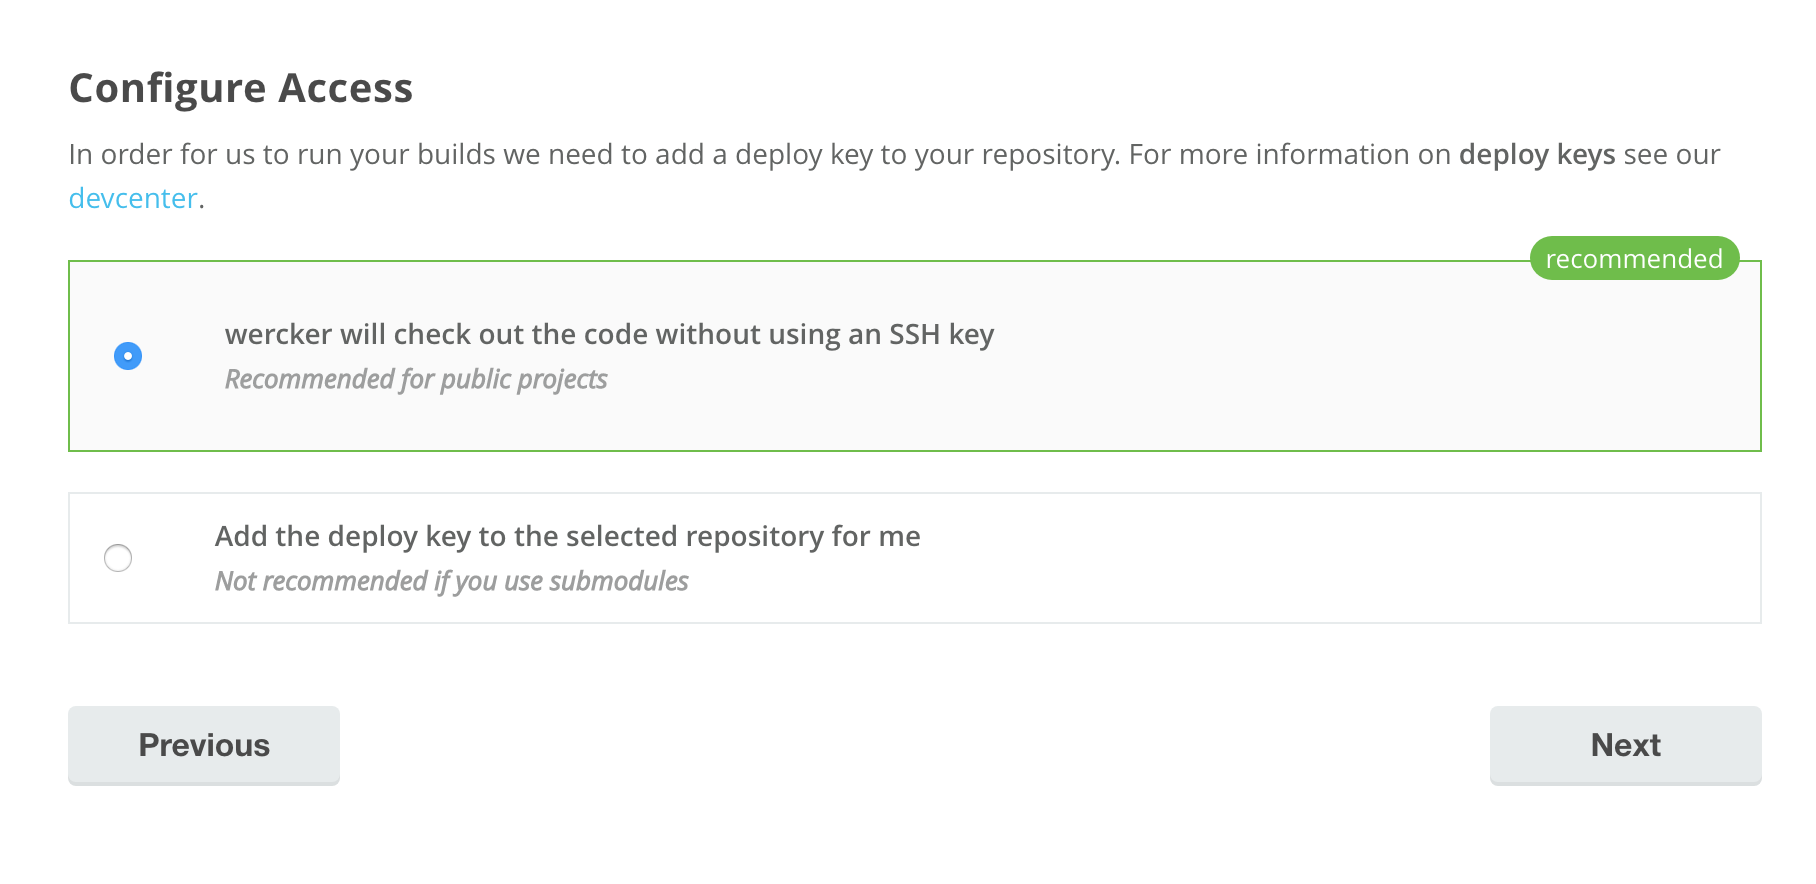 Configure Access
In order for us to run your builds we need to add a deploy key to your repository. For more information on deploy keys see our
devcenter.
recommended
wercker will check out the code without using an SSH key
Recommended for public projects
Add the deploy key to the selected repository for me
Not recommended if you use submodules
Previous
Next